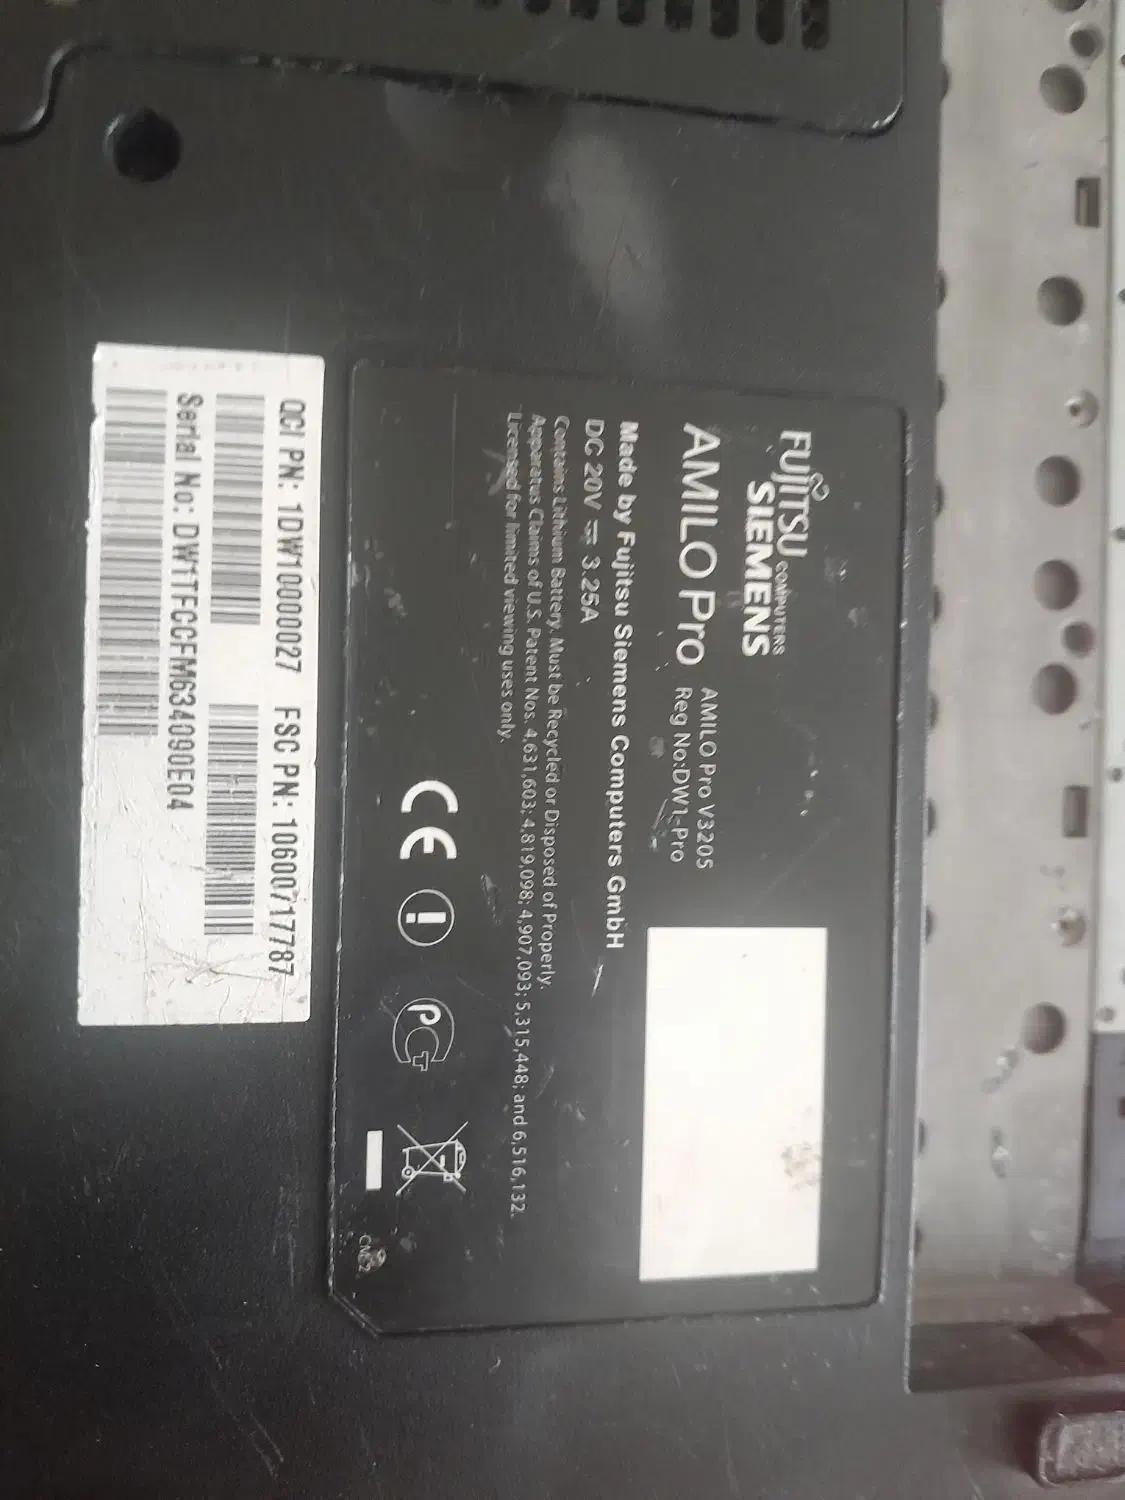 FUJITSU COMPUTERS
SIEMENS
AMILO Pro
AMILO Pro V3205
Reg No:DW1-Pro
Made by Fujitsu Siemens Computers GmbH
DC 20V ⎓ 3.25A
Contains Lithium Battery. Must be Recycled or Disposed of Properly.
Apparatus Claims of U.S. Patent Nos. 4,631,603; 4,819,098; 4,907,093; 5,315,448; and 6,516,132.
Licensed for limited viewing uses only.
CE
PCT
QCI PN: 1DW10000027 FSC PN: 10600717787
Serial No: DW1TFCCFM634090E04